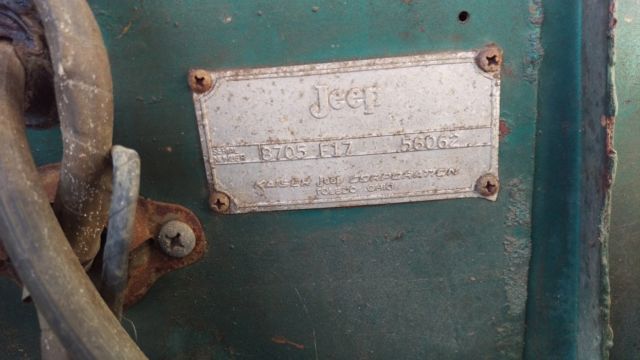 Jeep
SERIAL
NUMBER 8705 F17 56062
KAISER Jeep CORPORATION
TOLEDO OHIO